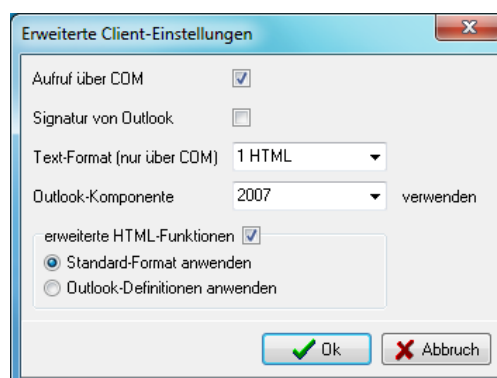 Erweiterte Client-Einstellungen
Aufruf über COM
Signatur von Outlook
Text-Format (nur über COM) 1 HTML
Outlook-Komponente 2007 verwenden
erweiterte HTML-Funktionen
Standard-Format anwenden
Outlook-Definitionen anwenden
Ok Abbruch